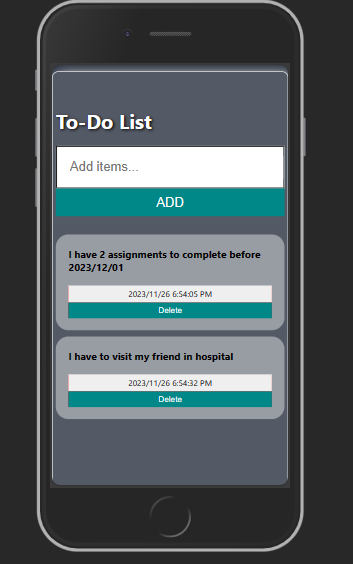 To-Do List
Add items...
ADD
I have 2 assignments to complete before
2023/12/01
2023/11/26 6:54:05 PM
Delete
I have to visit my friend in hospital
2023/11/26 6:54:32 PM
Delete